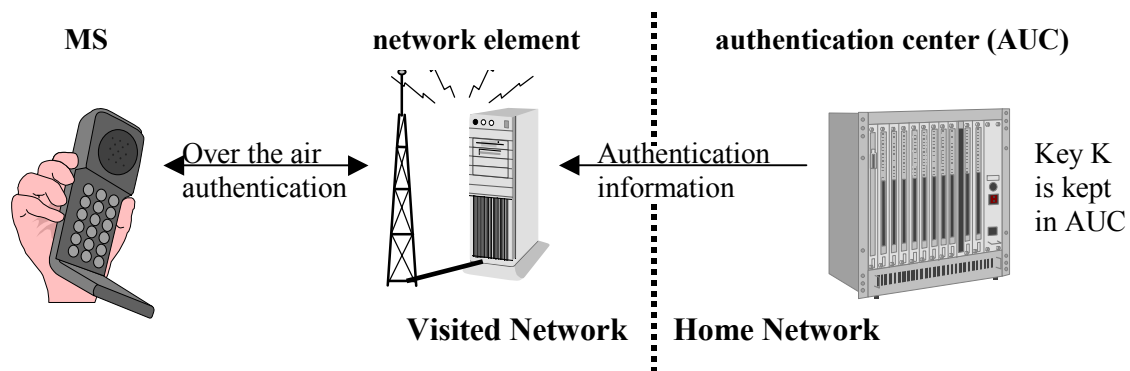 MS
network element
authentication center (AUC)
Over the air
authentication
Authentication
information
Key K
is kept
in AUC
Visited Network
Home Network